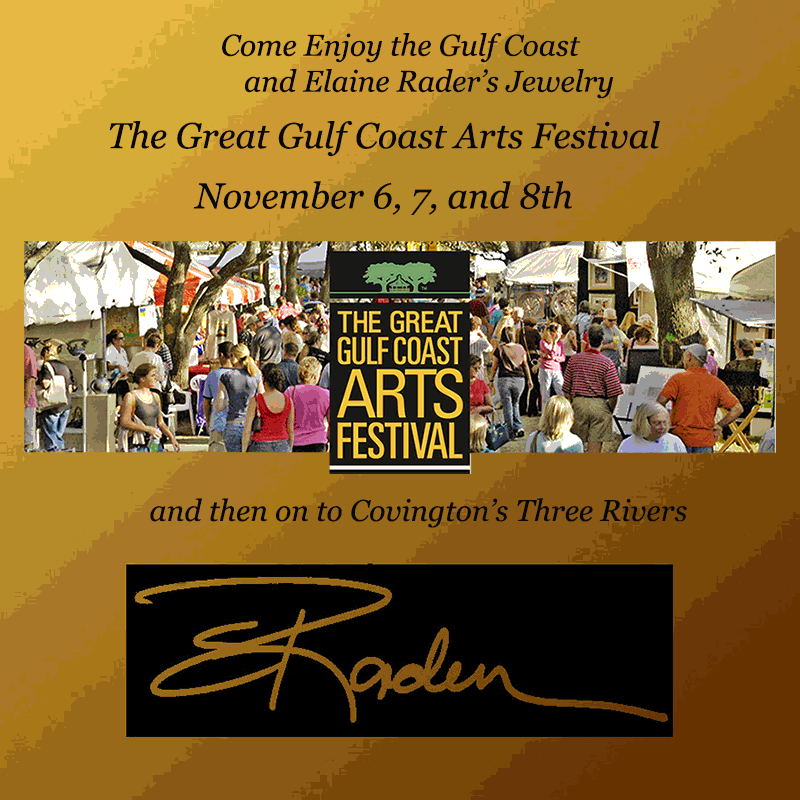 Come Enjoy the Gulf Coast
and Elaine Rader’s Jewelry
The Great Gulf Coast Arts Festival
November 6, 7, and 8th
THE GREAT
GULF COAST
ARTS
FESTIVAL
and then on to Covington’s Three Rivers
ERader